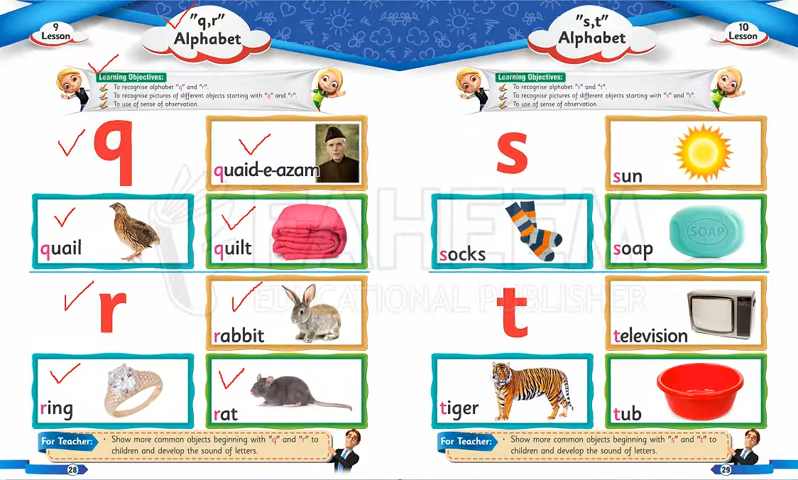 9
Lesson
"q,r"
Alphabet
Learning Objectives:
To recognise alphabet "q" and "r".
To recognise pictures of different objects starting with "q" and "r".
To use of sense of observation.
q
quaid-e-azam
quail
quilt
r
rabbit
ring
rat
For Teacher:
• Show more common objects beginning with "q" and "r" to
children and develop the sound of letters.
28
"s,t"
Alphabet
10
Lesson
Learning Objectives:
To recognise alphabet "s" and "t".
To recognise pictures of different objects starting with "s" and "t".
To use of sense of observation.
s
sun
socks
soap
SOAP
t
television
tiger
tub
For Teacher:
• Show more common objects beginning with "s" and "t" to
children and develop the sound of letters.
29
FAHEEM
EDUCATIONAL PUBLISHER